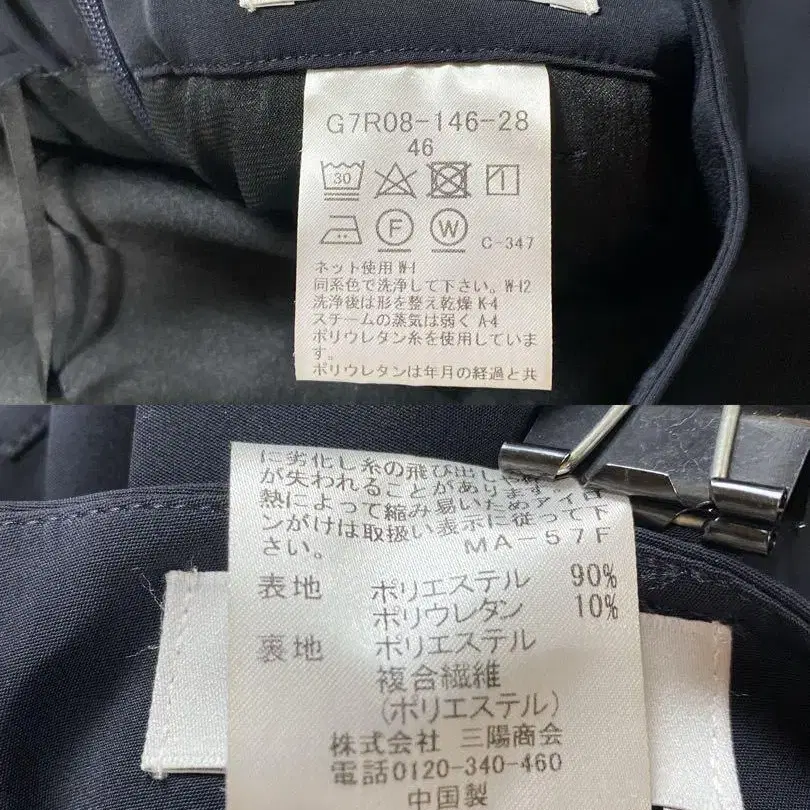 G7R08-146-28
46
30
F W C-347
ネット使用 W-1
同系色で洗浄して下さい。W-12
洗浄後は形を整え乾燥 K-4
スチームの蒸気は弱く A-4
ポリウレタン糸を使用していま
す。
ポリウレタンは年月の経過と共
に劣化し糸の飛び出し
が失われることがあります
熱によって縮み易いためアイロ
ンがけは取扱い表示に従って下
さい。 MA-57F
表地 ポリエステル 90%
ポリウレタン 10%
裏地 ポリエステル
複合繊維
(ポリエステル)
株式会社 三陽商会
電話0120-340-460
中国製